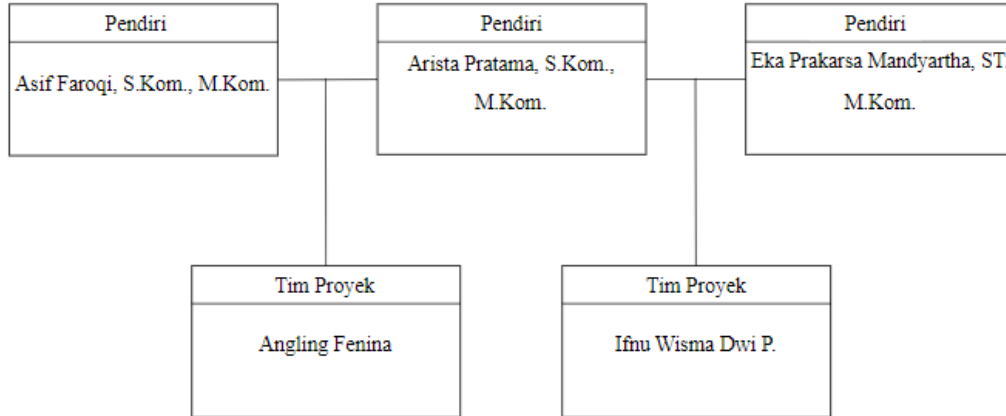 Pendiri
Asif Faroqi, S.Kom., M.Kom.
Pendiri
Arista Pratama, S.Kom.,
M.Kom.
Pendiri
Eka Prakarsa Mandyartha, ST.
M.Kom.
Tim Proyek
Angling Fenina
Tim Proyek
Ifnu Wisma Dwi P.